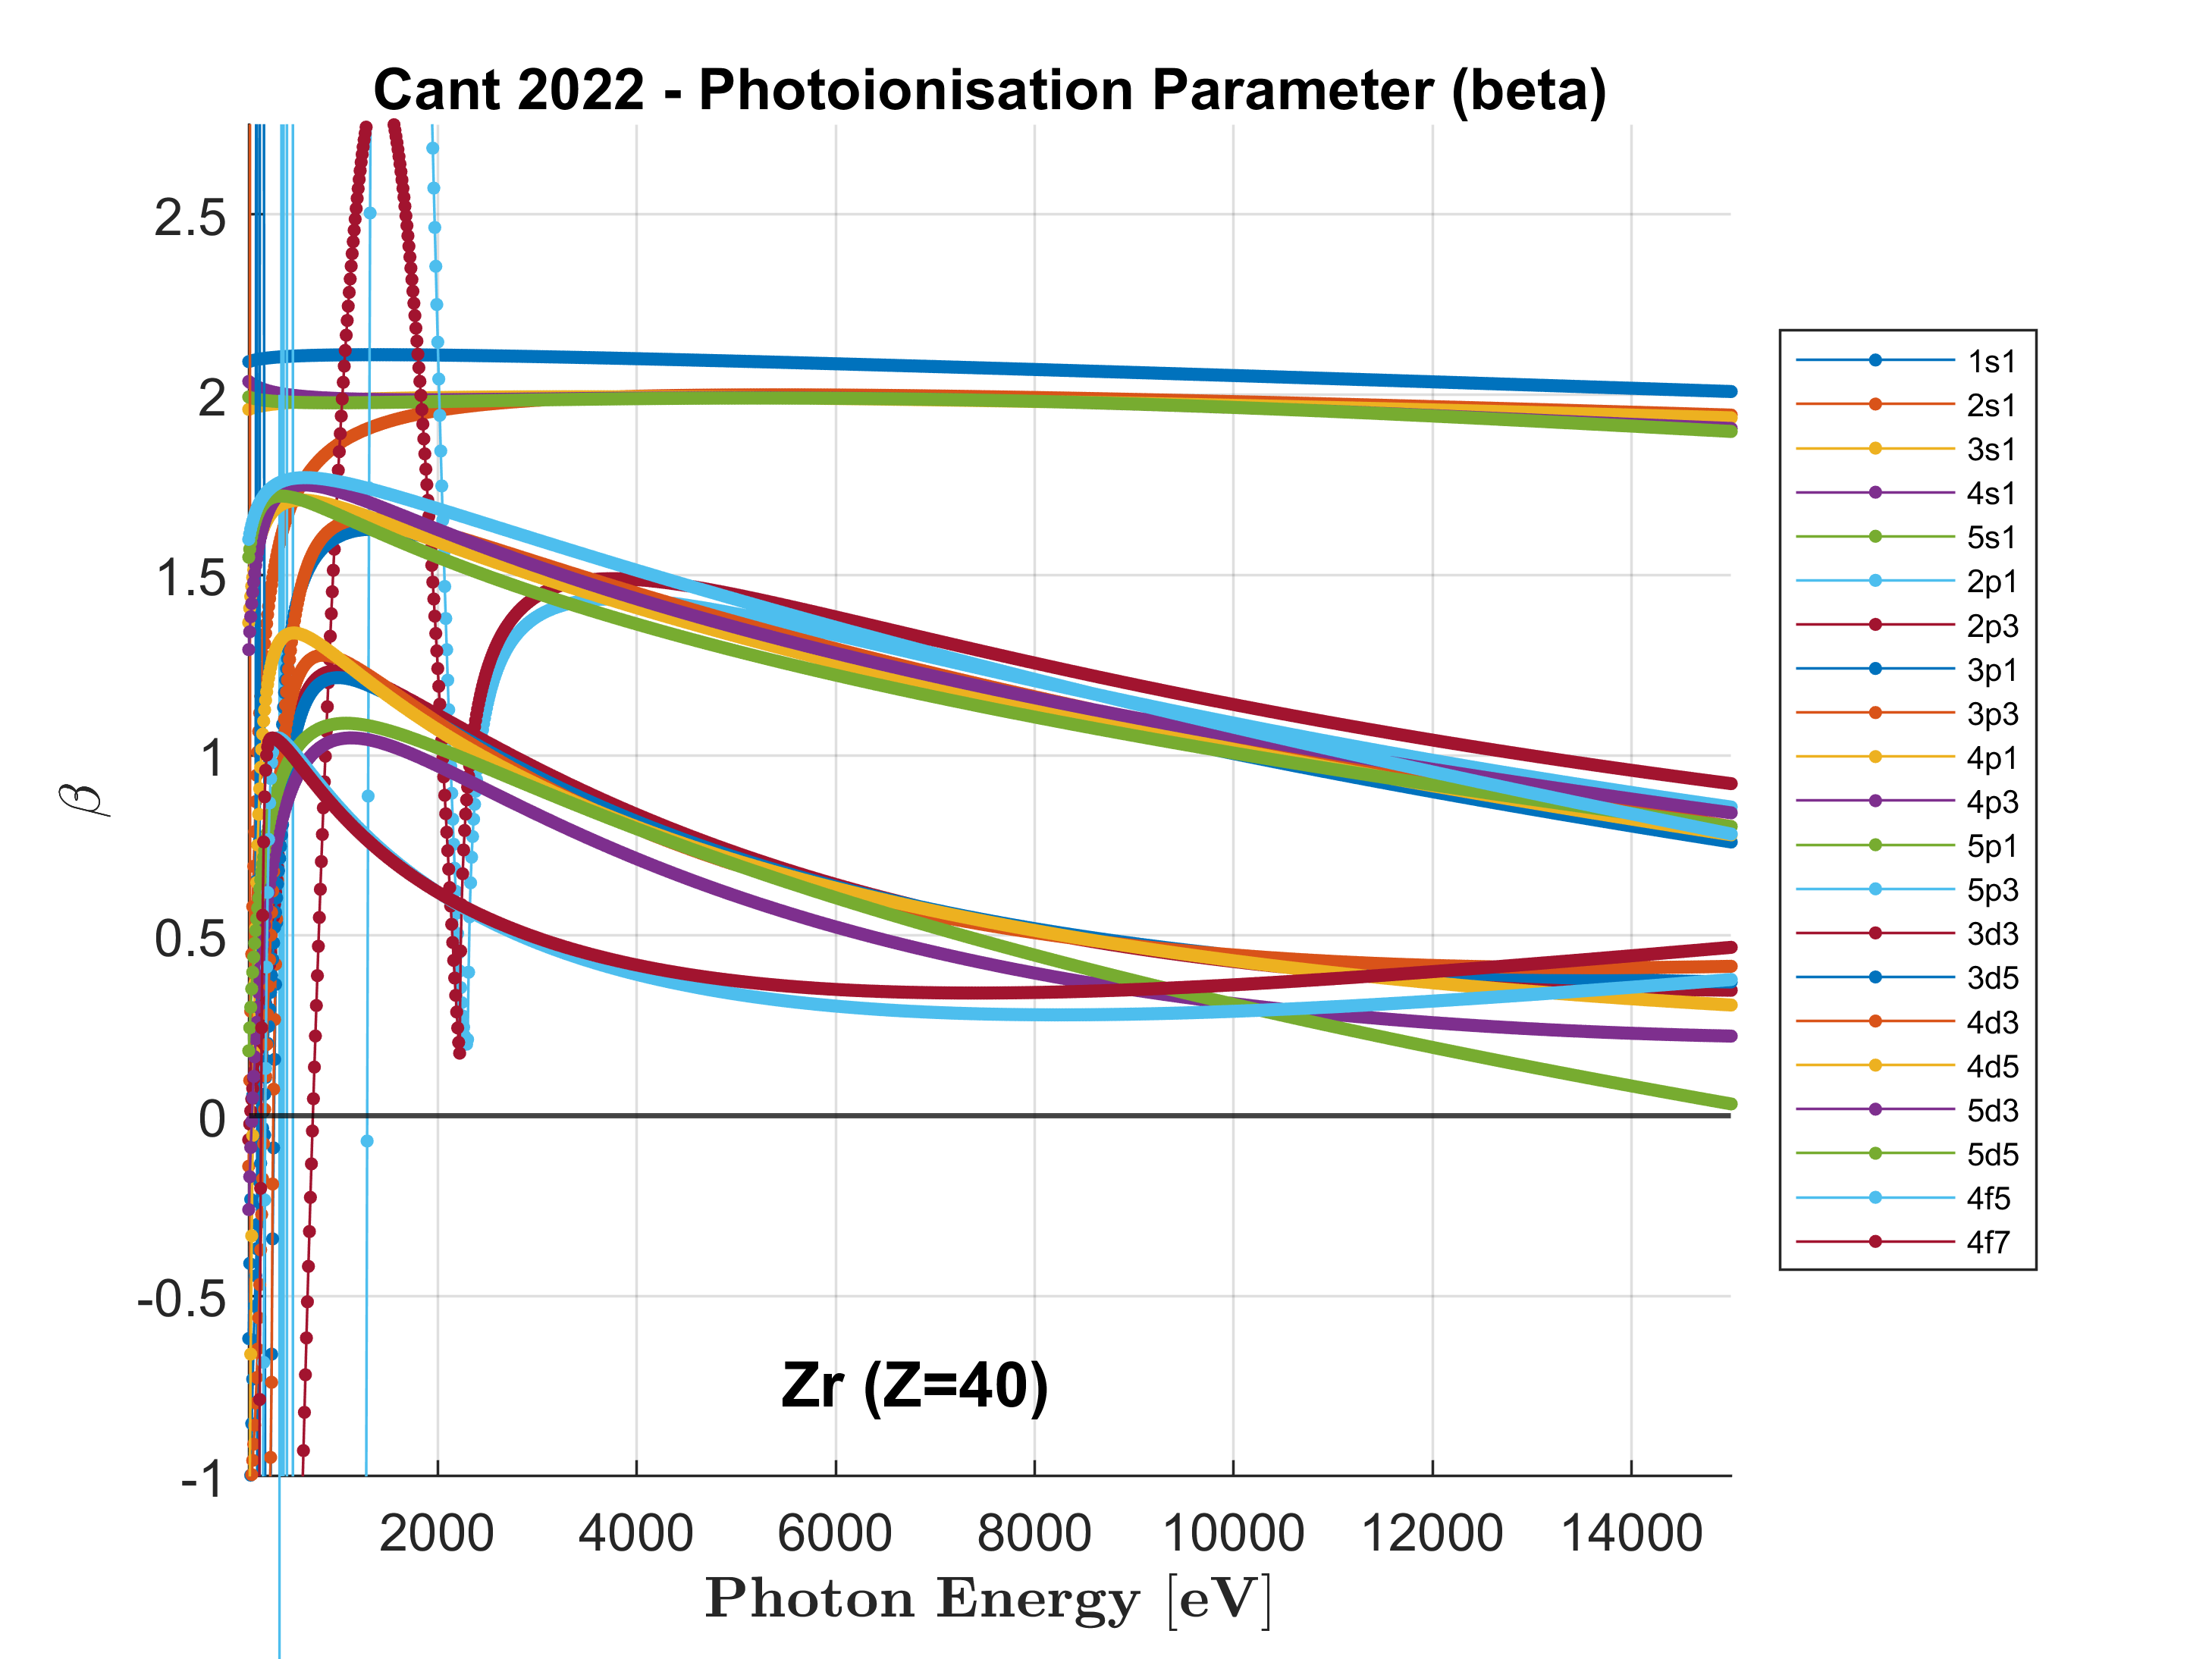 Cant 2022 - Photoionisation Parameter (beta)
2.5
2
1.5
1
0.5
0
-0.5
-1
β
2000 4000 6000 8000 10000 12000 14000
Photon Energy [eV]
Zr (Z=40)
1s1
2s1
3s1
4s1
5s1
2p1
2p3
3p1
3p3
4p1
4p3
5p1
5p3
3d3
3d5
4d3
4d5
5d3
5d5
4f5
4f7